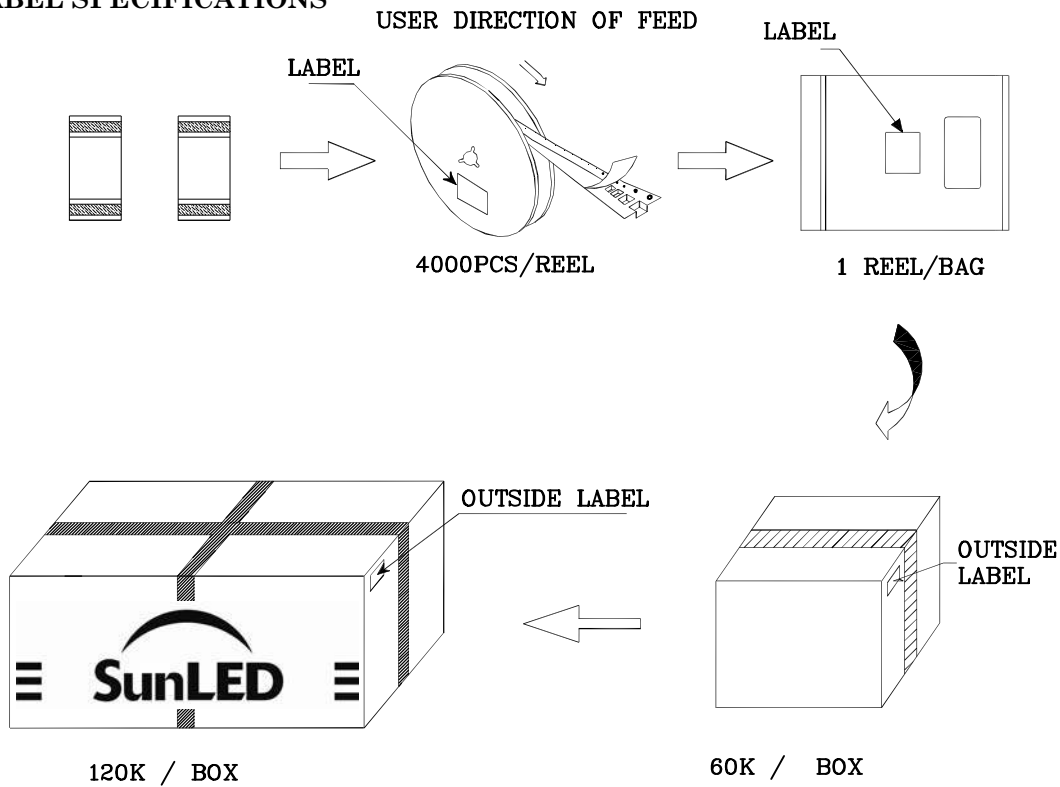 BEL SPECIFICATIONS
USER DIRECTION OF FEED
LABEL
LABEL
4000PCS/REEL
1 REEL/BAG
OUTSIDE LABEL
OUTSIDE
LABEL
SunLED
120K / BOX
60K / BOX